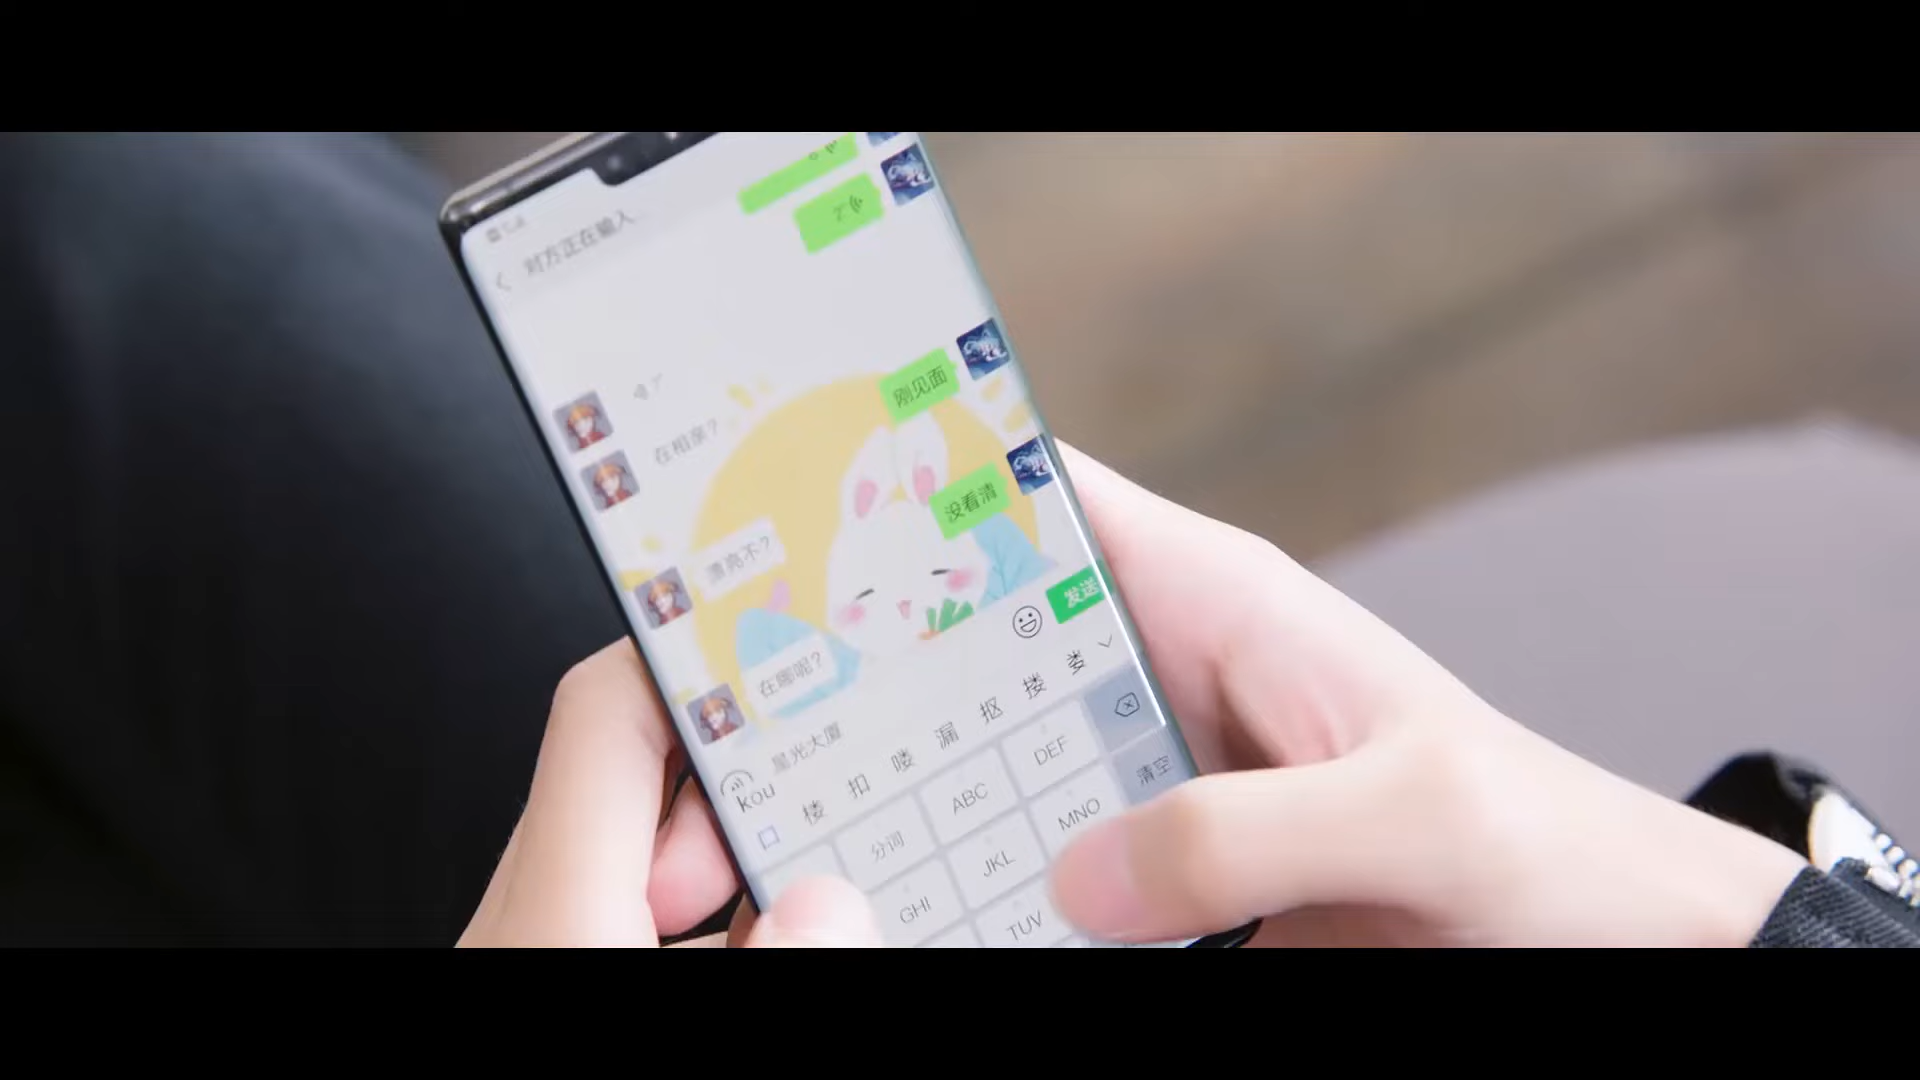 对方正在输入
2"
在相亲?
刚见面
漂亮不?
没看清
在哪呢?
发送
星光大厦
kou
口 楼 扣 喽 漏 抠 搂 娄
分词 ABC DEF
GHI JKL MNO 清空
TUV